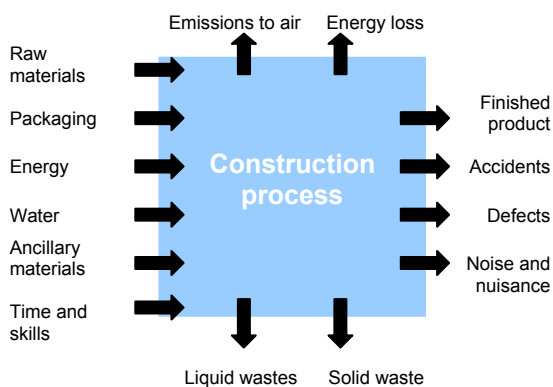 Emissions to air
Energy loss
Raw
materials
Packaging
Energy
Water
Ancillary
materials
Time and
skills
Construction
process
Finished
product
Accidents
Defects
Noise and
nuisance
Liquid wastes
Solid waste